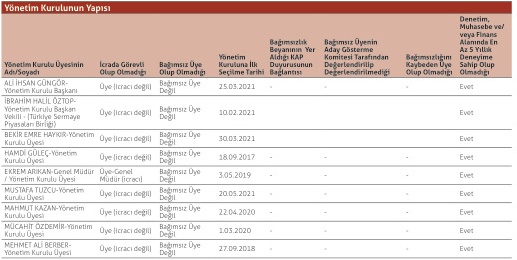 Yönetim Kurulunun Yapısı
Yönetim Kurulu Üyesinin Adı/Soyadı | İcrada Görevli Olup Olmadığı | Bağımsız Üye Olup Olmadığı | Yönetim Kuruluna İlk Seçilme Tarihi | Bağımsızlık Beyanının Yer Aldığı KAP Duyurusunun Bağlantısı | Bağımsız Üyenin Aday Gösterme Komitesi Tarafından Değerlendirilip Değerlendirilmediği | Bağımsızlığını Kaybeden Üye Olup Olmadığı | Denetim, Muhasebe ve/veya Finans Alanında En Az 5 Yıllık Deneyime Sahip Olup Olmadığı
ALİ İHSAN GÜNGÖR-Yönetim Kurulu Başkanı | Üye (icracı değil) | Bağımsız Üye Değil | 25.03.2021 | - | - | - | Evet
İBRAHİM HALİL ÖZTOP-Yönetim Kurulu Başkan Vekili - (Türkiye Sermaye Piyasaları Birliği) | Üye (icracı değil) | Bağımsız Üye Değil | 10.02.2021 | Evet
BEKİR EMRE HAYKIR-Yönetim Kurulu Üyesi | Üye (icracı değil) | Bağımsız Üye Değil | 30.03.2021 | Evet
HAMDİ GÜLEÇ-Yönetim Kurulu Üyesi | Üye (icracı değil) | Bağımsız Üye Değil | 18.09.2017 | - | - | - | Evet
EKREM ARIKAN-Genel Müdür / Yönetim Kurulu Üyesi | Üye-Genel Müdür (icracı) | Bağımsız Üye Değil | 3.05.2019 | - | - | - | Evet
MUSTAFA TUZCU-Yönetim Kurulu Üyesi | Üye (icracı değil) | Bağımsız Üye Değil | 20.05.2021 | - | - | - | Evet
MAHMUT KAZAN-Yönetim Kurulu Üyesi | Üye (icracı değil) | Bağımsız Üye Değil | 22.04.2020 | - | - | - | Evet
MÜCAHİT ÖZDEMİR-Yönetim Kurulu Üyesi | Üye (icracı değil) | Bağımsız Üye Değil | 1.03.2020 | - | - | - | Evet
MEHMET ALİ BERBER-Yönetim Kurulu Üyesi | Üye (icracı değil) | Bağımsız Üye Değil | 27.09.2018 | - | - | - | Evet